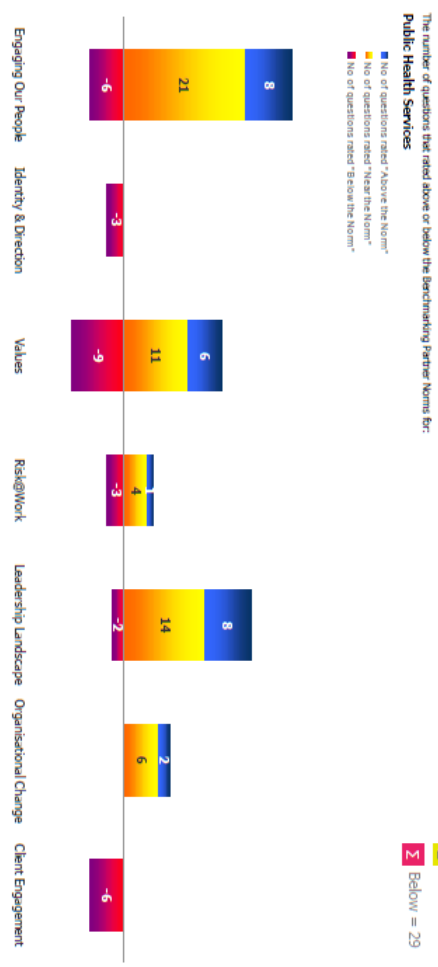 The number of questions that rated above or below the Benchmarking Partner Norms for:
Public Health Services
No of questions rated "Above the Norm"
No of questions rated "Near the Norm"
No of questions rated "Below the Norm"
Σ Below = 29
8
21
-6
-3
6
11
-9
1
4
-3
8
14
-2
2
6
-6
Engaging Our People
Identity & Direction
Values
Risk@Work
Leadership Landscape
Organisational Change
Client Engagement